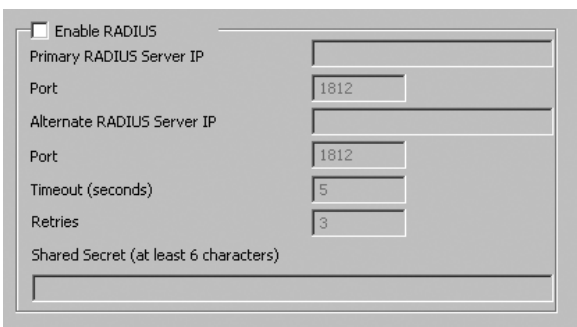 Enable RADIUS
Primary RADIUS Server IP
Port 1812
Alternate RADIUS Server IP
Port 1812
Timeout (seconds) 5
Retries 3
Shared Secret (at least 6 characters)